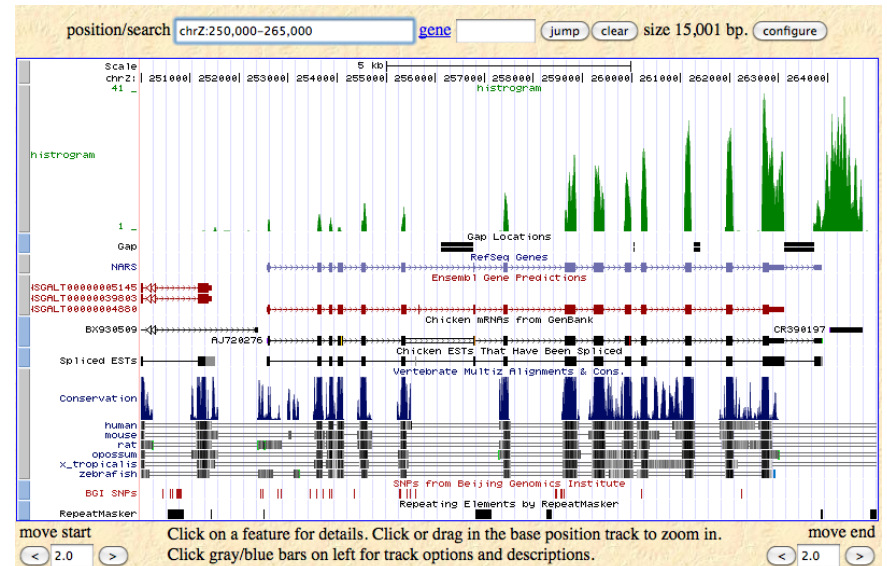 position/search chrZ:250,000-265,000 gene jump clear size 15,001 bp. configure
Scale 5 kb
chrZ: 251000 252000 253000 254000 255000 256000 257000 258000 259000 260000 261000 262000 263000 264000
41 histrogram
histrogram
1
Gap Locations
Gap
RefSeq Genes
NARS
Ensembl Gene Predictions
ISGALT00000005145
ISGALT00000039803
ISGALT00000004880
Chicken mRNAs from GenBank
BX930509 CR390197
AJ720276
Chicken ESTs That Have Been Spliced
Spliced ESTs
Vertebrate Multiz Alignments & Cons.
Conservation
human
mouse
rat
opossum
x_tropicalis
zebrafish
SNPs from Beijing Genomics Institute
BGI SNPs
Repeating Elements by RepeatMasker
RepeatMasker
move start Click on a feature for details. Click or drag in the base position track to zoom in. move end
< 2.0 > Click gray/blue bars on left for track options and descriptions. < 2.0 >